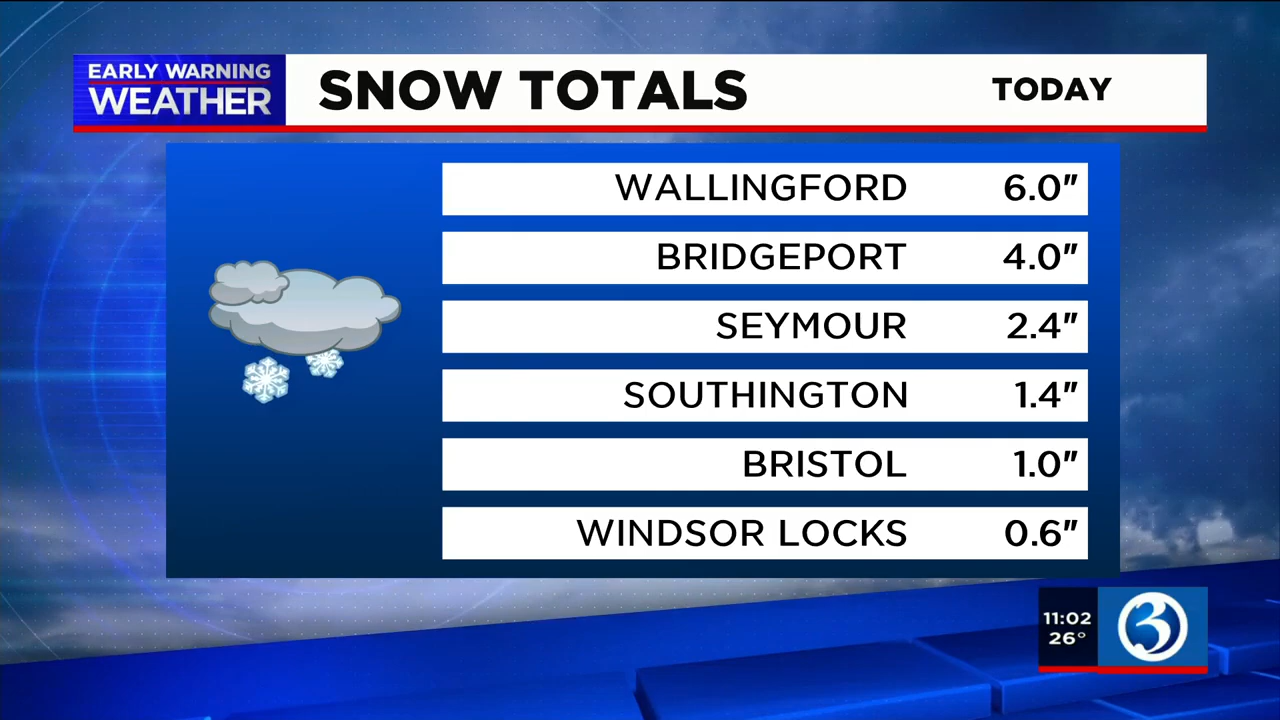 EARLY WARNING
WEATHER
SNOW TOTALS
TODAY
WALLINGFORD 6.0"
BRIDGEPORT 4.0"
SEYMOUR 2.4"
SOUTHINGTON 1.4"
BRISTOL 1.0"
WINDSOR LOCKS 0.6"
11:02
26°
3